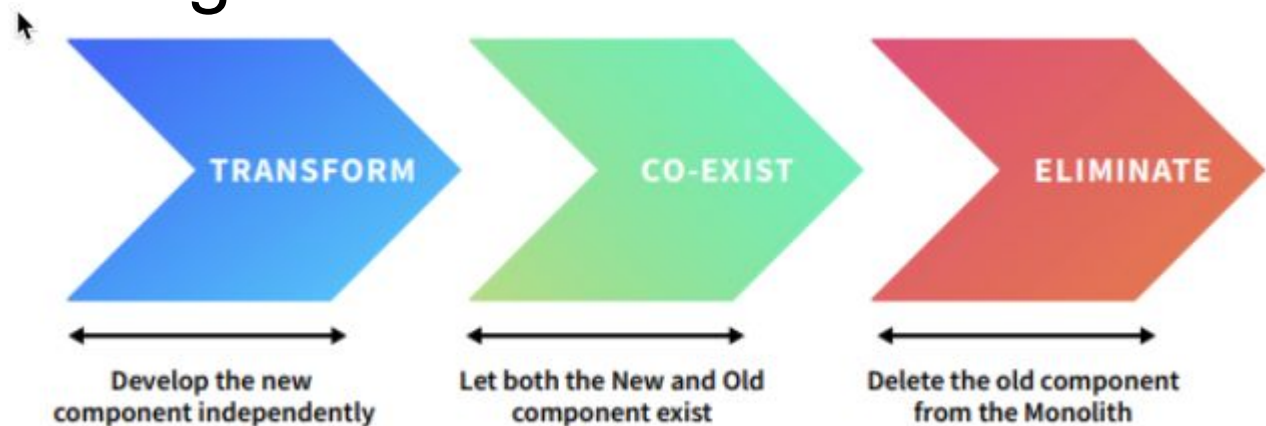 TRANSFORM
CO-EXIST
ELIMINATE
Develop the new
component independently
Let both the New and Old
component exist
Delete the old component
from the Monolith